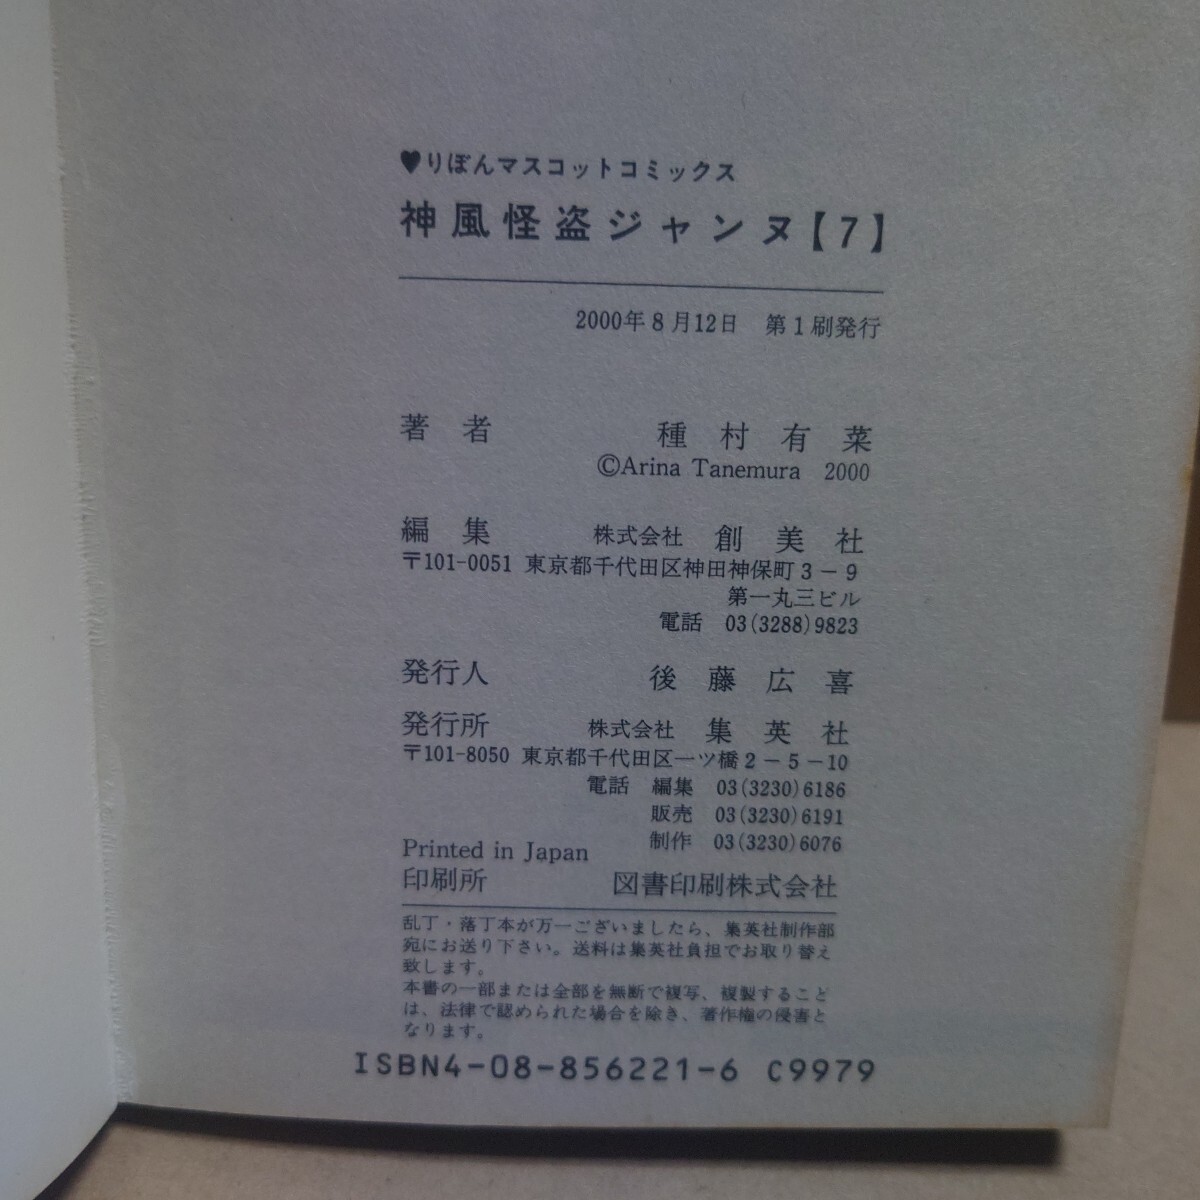 ♥りぼんマスコットコミックス
神風怪盗ジャンヌ【7】
2000年8月12日 第1刷発行
著者 種村有菜
©Arina Tanemura 2000
編集 株式会社 創美社
〒101-0051 東京都千代田区神田神保町3－9
第一丸三ビル
電話 03(3288)9823
発行人 後藤広喜
発行所 株式会社 集英社
〒101-8050 東京都千代田区一ツ橋2－5－10
電話 編集 03(3230)6186
販売 03(3230)6191
制作 03(3230)6076
Printed in Japan
印刷所 図書印刷株式会社
乱丁・落丁本が万一ございましたら、集英社制作部
宛にお送り下さい。送料は集英社負担でお取り替え
致します。
本書の一部または全部を無断で複写、複製すること
は、法律で認められた場合を除き、著作権の侵害と
なります。
ISBN4-08-856221-6 C9979